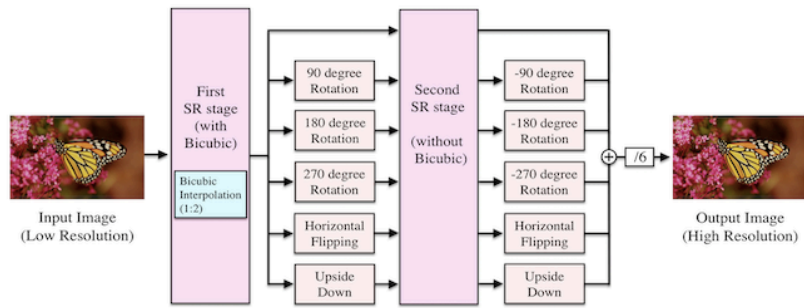 First
SR stage
(with
Bicubic)
Bicubic
Interpolation
(1:2)
90 degree
Rotation
180 degree
Rotation
270 degree
Rotation
Horizontal
Flipping
Upside
Down
Second
SR stage
(without
Bicubic)
-90 degree
Rotation
-180 degree
Rotation
-270 degree
Rotation
Horizontal
Flipping
Upside
Down
+
/6
Input Image
(Low Resolution)
Output Image
(High Resolution)